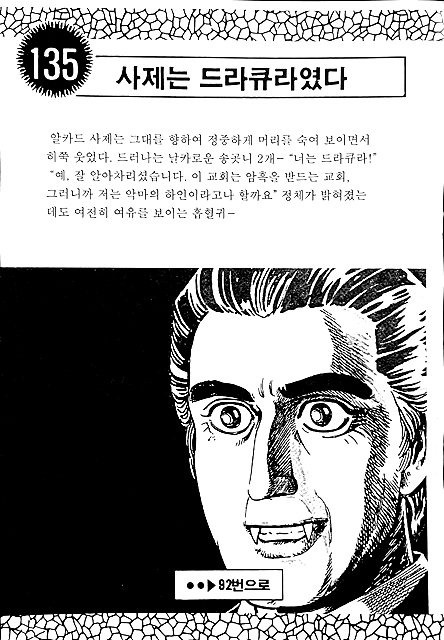 135
사제는 드라큐라였다
알카드 사제는 그대를 향하여 정중하게 머리를 숙여 보이면서
히쭉 웃었다. 드러나는 날카로운 송곳니 2개— “너는 드라큐라!”
“예, 잘 알아차리셨습니다. 이 교회는 암흑을 받드는 교회,
그러니까 저는 악마의 하인이라고나 할까요” 정체가 밝혀졌는
데도 여전히 여유를 보이는 흡혈귀—
●●▶92번으로